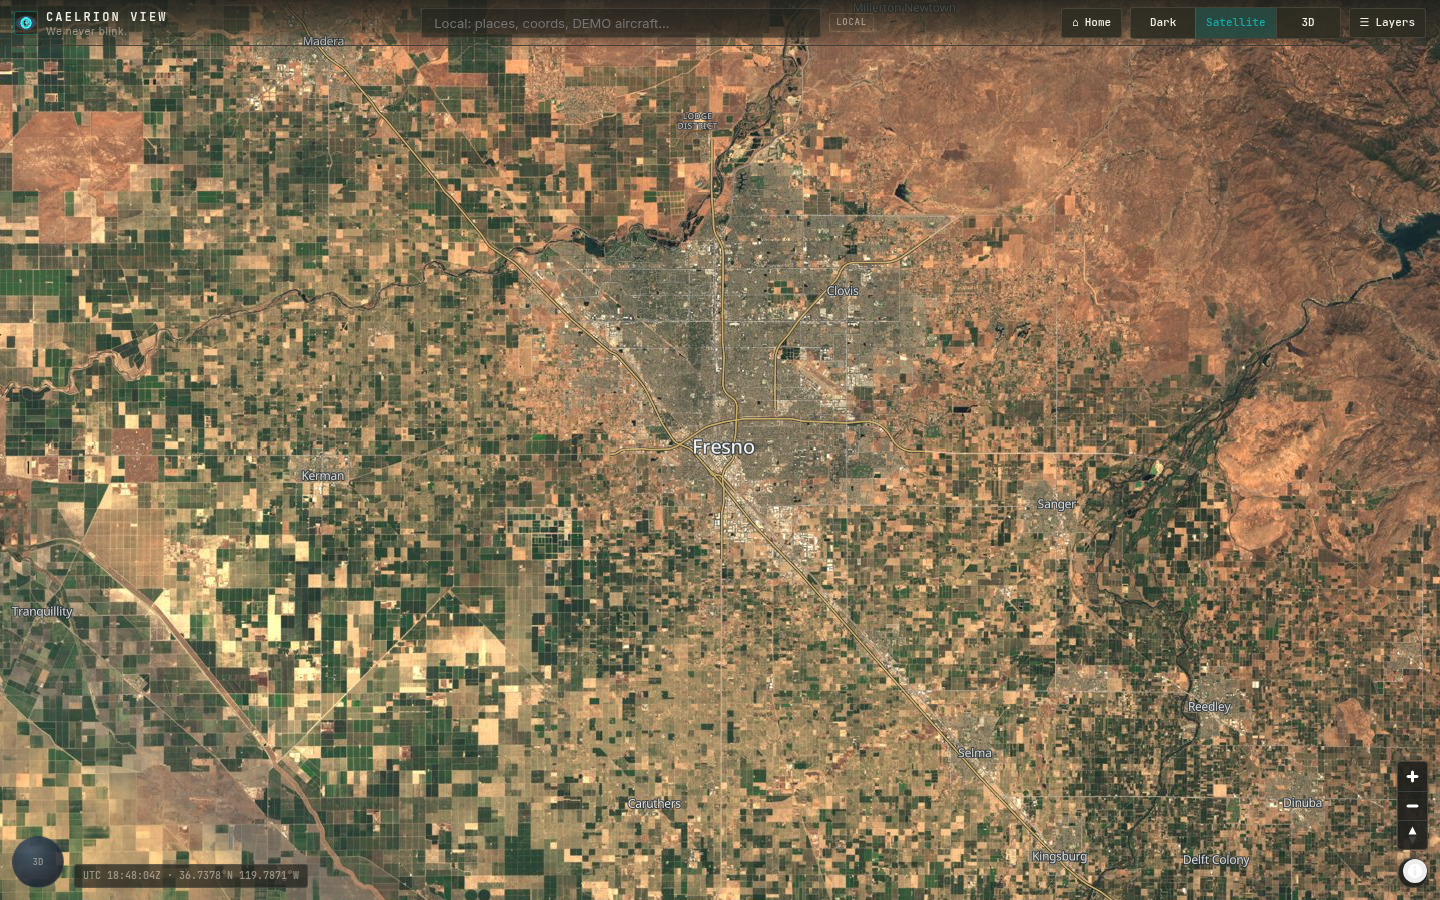 CAELRION VIEW
We never blink.
Local: places, coords, DEMO aircraft...
LOCAL
Millerton Newtown
⌂ Home
Dark
Satellite
3D
☰ Layers
Madera
LODGE
DISTRICT
Clovis
Fresno
Kerman
Sanger
Tranquillity
Reedley
Selma
Caruthers
Dinuba
Kingsburg
Delft Colony
3D
UTC 18:48:04Z · 36.7378°N 119.7871°W